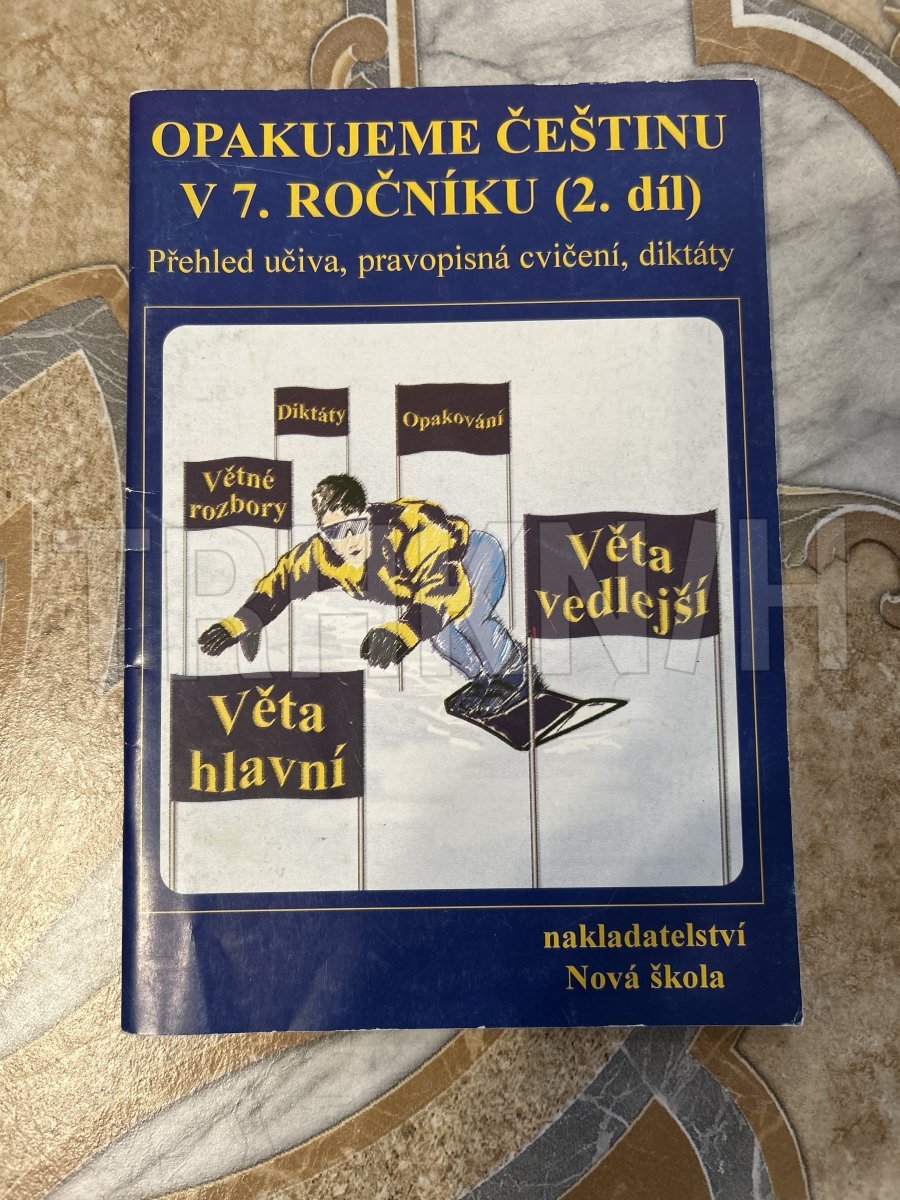 OPAKUJEME ČEŠTINU
V 7. ROČNÍKU (2. díl)
Přehled učiva, pravopisná cvičení, diktáty
Diktáty
Opakování
Větné
rozbory
Věta
vedlejší
Věta
hlavní
nakladatelství
Nová škola